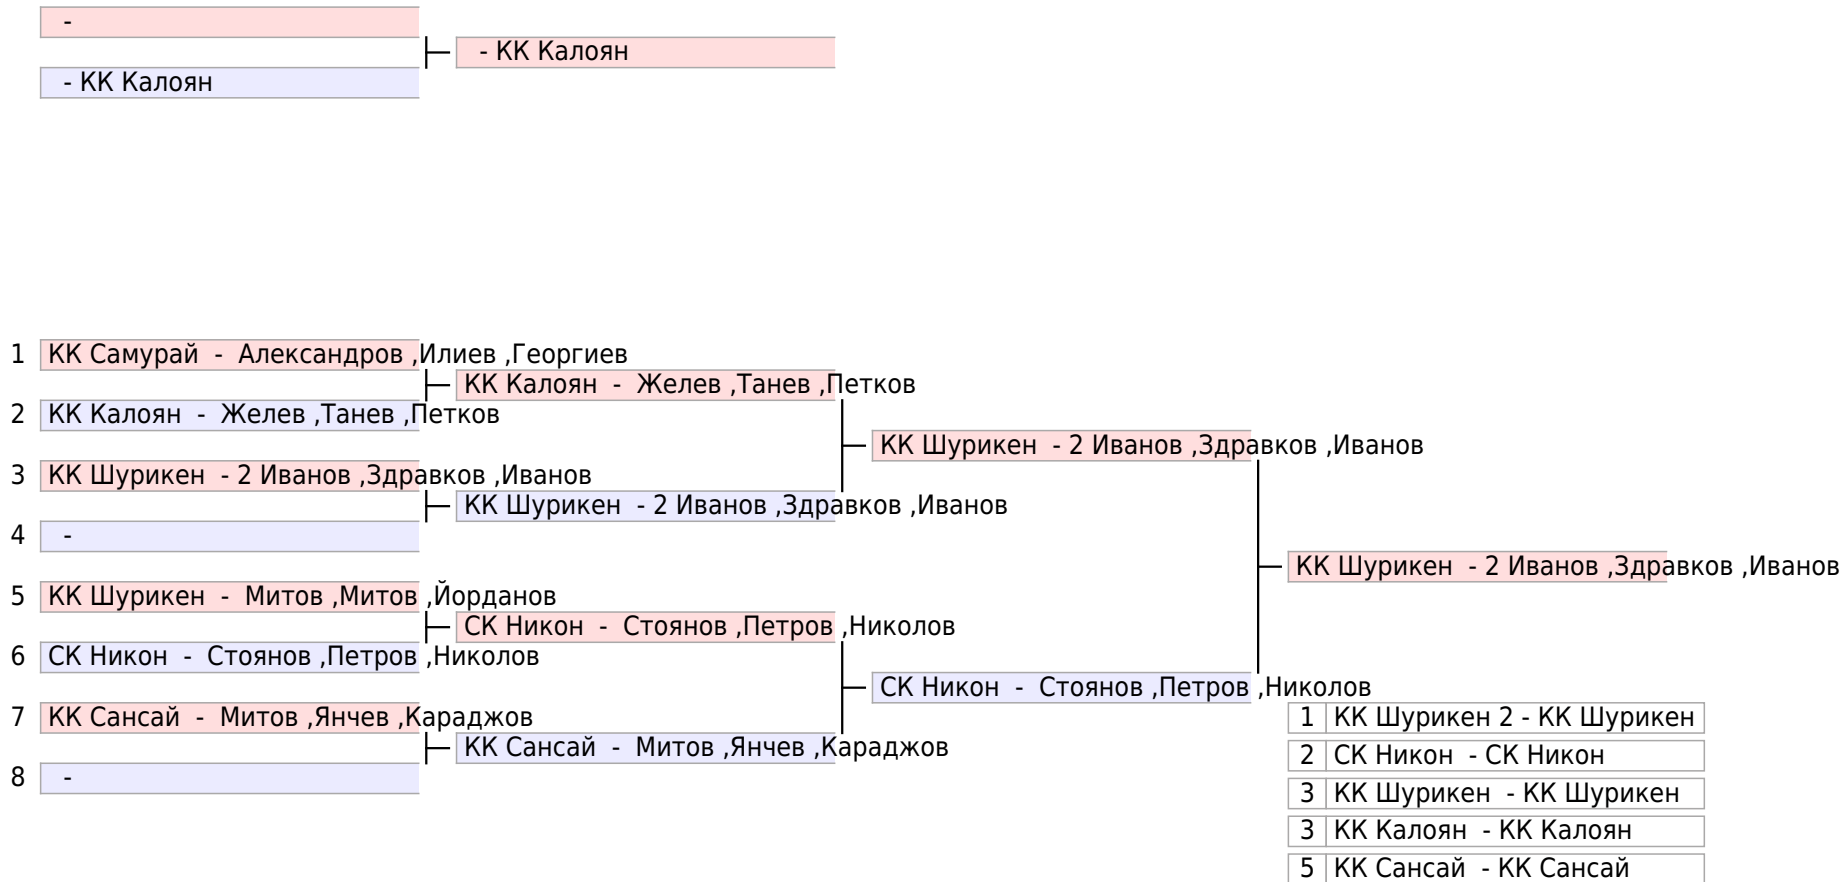 -
- КК Калоян
- КК Калоян
1 КК Самурай - Александров ,Илиев ,Георгиев
КК Калоян - Желев ,Танев ,Петков
2 КК Калоян - Желев ,Танев ,Петков
КК Шурикен - 2 Иванов ,Здравков ,Иванов
3 КК Шурикен - 2 Иванов ,Здравков ,Иванов
КК Шурикен - 2 Иванов ,Здравков ,Иванов
4 -
КК Шурикен - 2 Иванов ,Здравков ,Иванов
5 КК Шурикен - Митов ,Митов ,Йорданов
СК Никон - Стоянов ,Петров ,Николов
6 СК Никон - Стоянов ,Петров ,Николов
СК Никон - Стоянов ,Петров ,Николов
7 КК Сансай - Митов ,Янчев ,Караджов
КК Сансай - Митов ,Янчев ,Караджов
8 -
1 КК Шурикен 2 - КК Шурикен
2 СК Никон - СК Никон
3 КК Шурикен - КК Шурикен
3 КК Калоян - КК Калоян
5 КК Сансай - КК Сансай